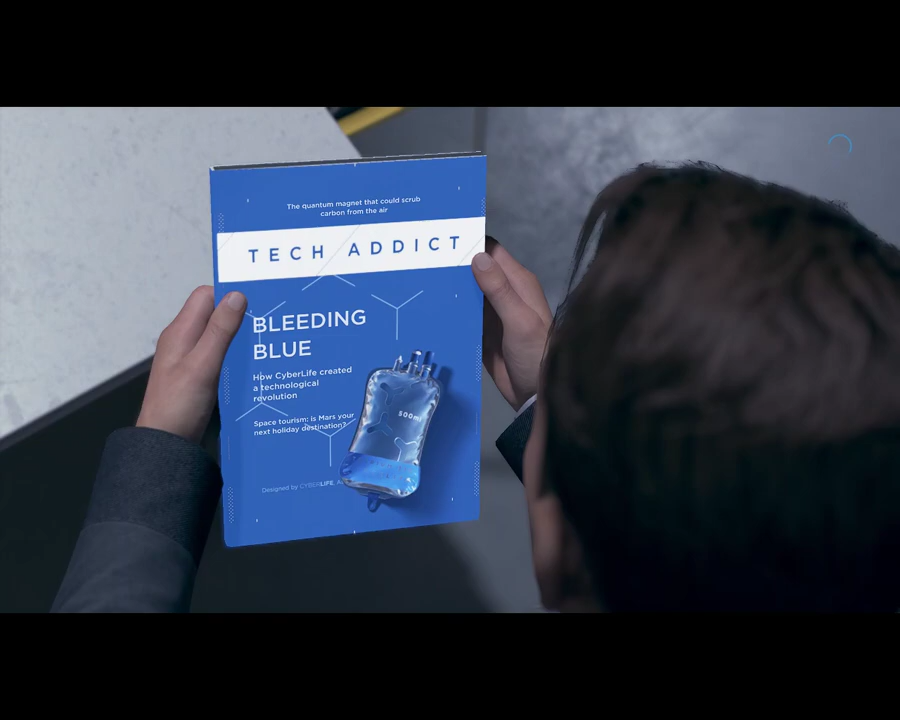 The quantum magnet that could scrub
carbon from the air
TECH ADDICT
BLEEDING
BLUE
How CyberLife created
a technological
revolution
Space tourism: is Mars your
next holiday destination?
500ml
Designed by CYBERLIFE.